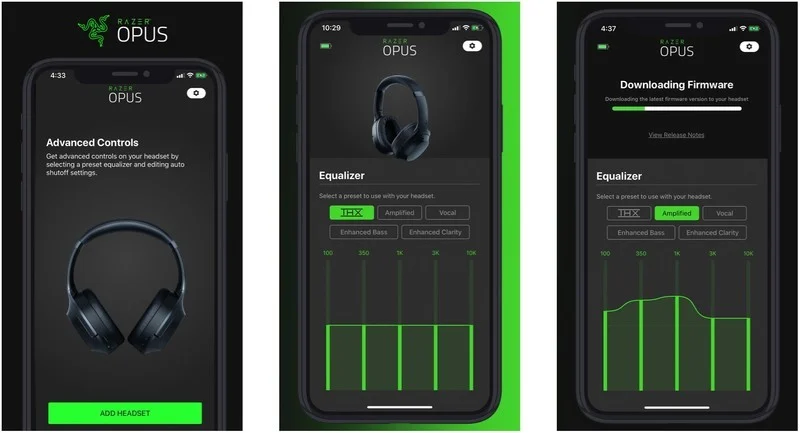 RAZER
OPUS
4:33
RAZER
OPUS
Advanced Controls
Get advanced controls on your headset by
selecting a preset equalizer and editing auto
shutoff settings.
ADD HEADSET
10:29
RAZER
OPUS
Equalizer
Select a preset to use with your headset.
THX
Amplified
Vocal
Enhanced Bass
Enhanced Clarity
100 350 1K 3K 10K
4:37
RAZER
OPUS
Downloading Firmware
Downloading the latest firmware version to your headset
View Release Notes
Equalizer
Select a preset to use with your headset.
THX
Amplified
Vocal
Enhanced Bass
Enhanced Clarity
100 350 1K 3K 10K